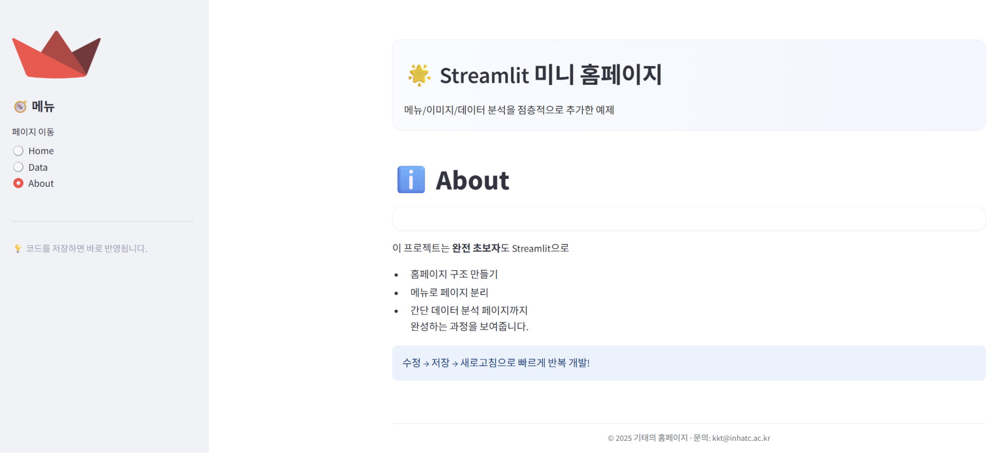 🧭 메뉴
페이지 이동
Home
Data
About
💡 코드를 저장하면 바로 반영됩니다.
🌟 Streamlit 미니 홈페이지
메뉴/이미지/데이터 분석을 점층적으로 추가한 예제
ℹ️ About
이 프로젝트는 완전 초보자도 Streamlit으로
• 홈페이지 구조 만들기
• 메뉴로 페이지 분리
• 간단 데이터 분석 페이지까지
완성하는 과정을 보여줍니다.
수정 → 저장 → 새로고침으로 빠르게 반복 개발!
© 2025 기태의 홈페이지 · 문의: kkt@inhatc.ac.kr